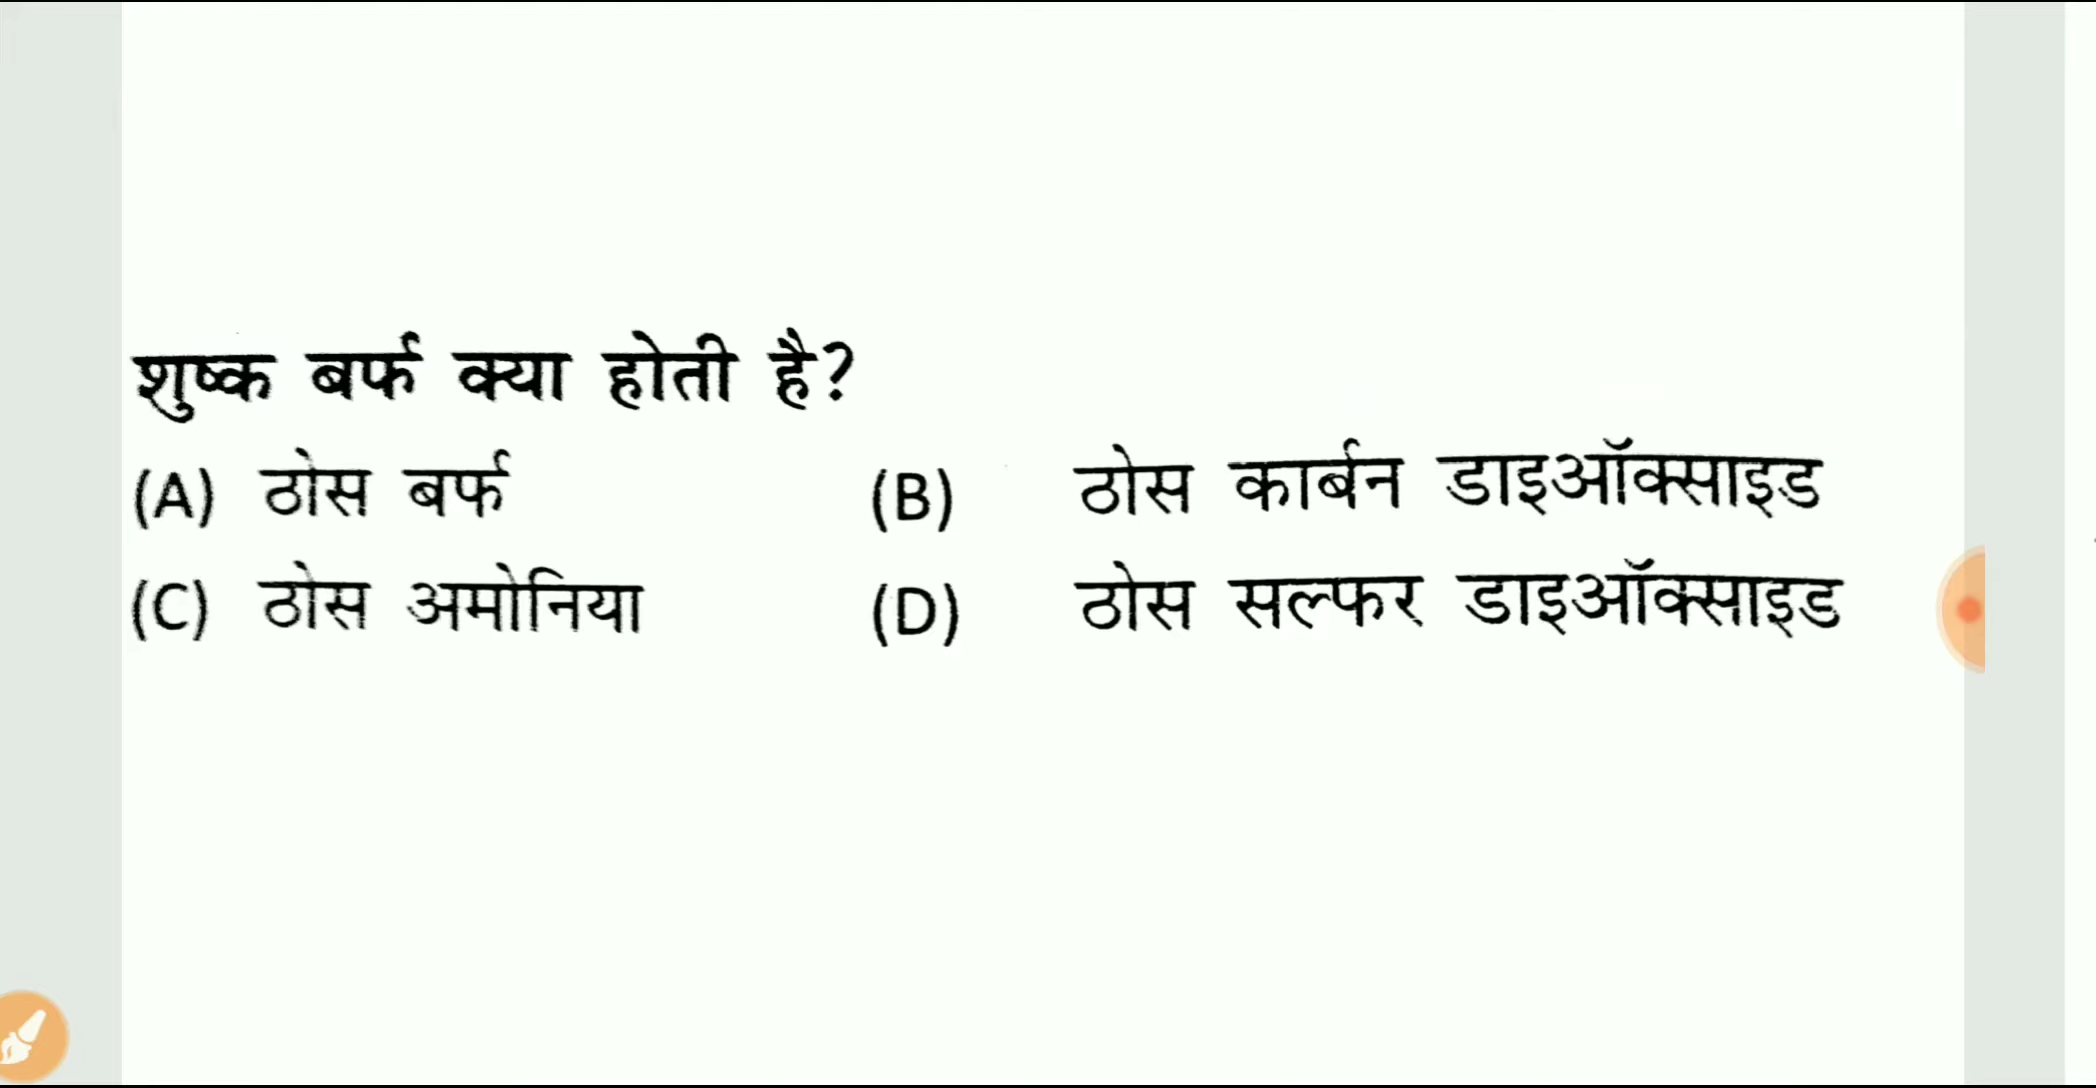 शुष्क बर्फ क्या होती है?
(A) ठोस बर्फ (B) ठोस कार्बन डाइऑक्साइड
(C) ठोस अमोनिया (D) ठोस सल्फर डाइऑक्साइड